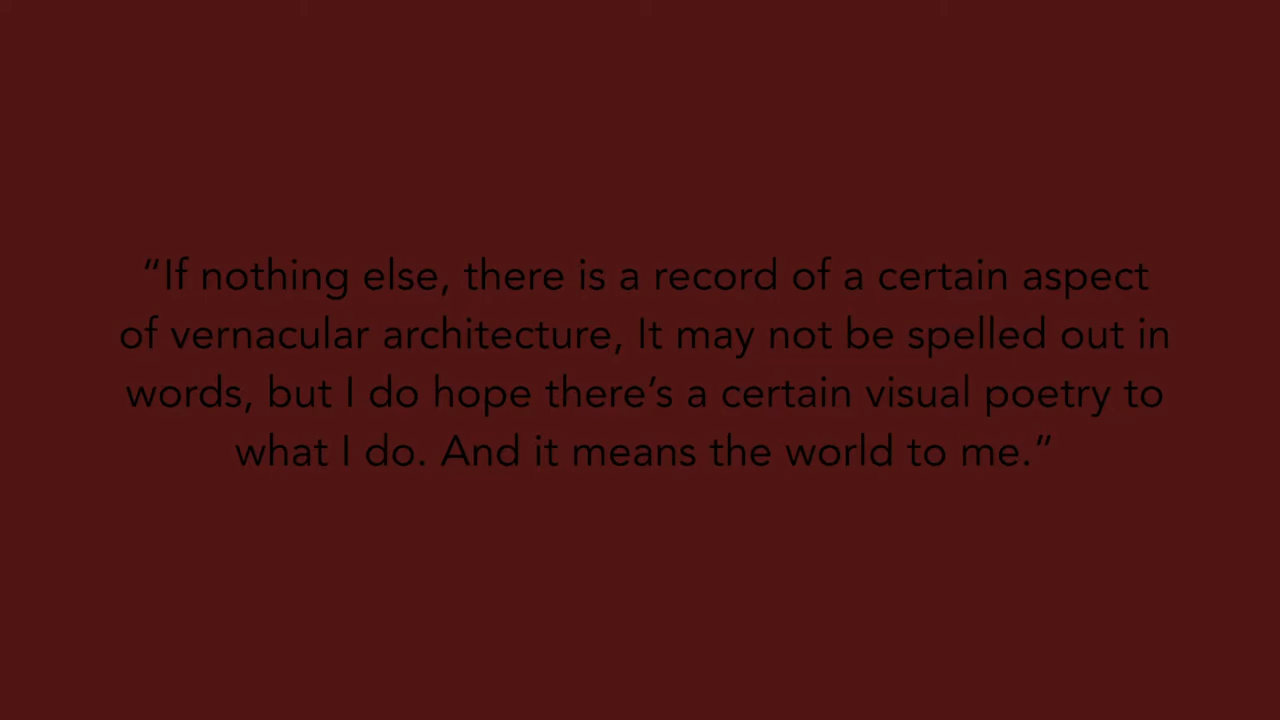 “If nothing else, there is a record of a certain aspect
of vernacular architecture, It may not be spelled out in
words, but I do hope there’s a certain visual poetry to
what I do. And it means the world to me.”